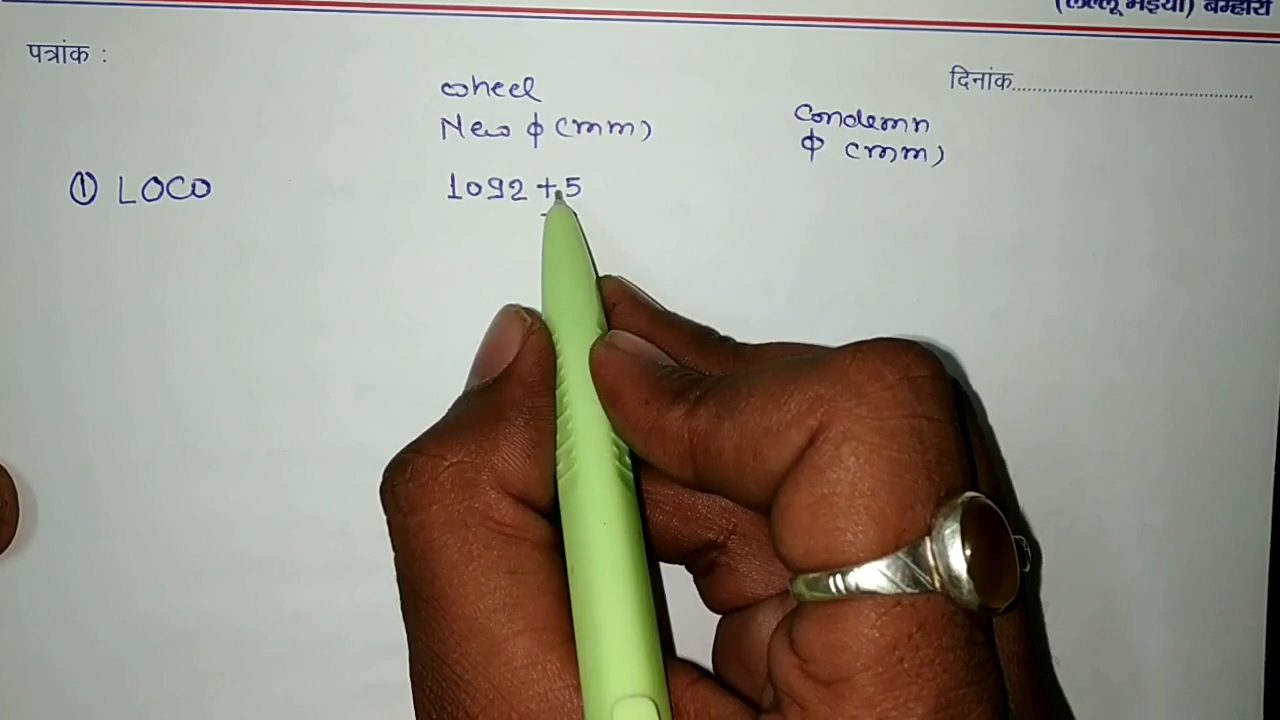 (लल्लू भईया) बम्हारी
पत्रांक :
दिनांक
wheel
New ϕ (mm)
Condemn
ϕ (mm)
① LOCO
1092 + 5